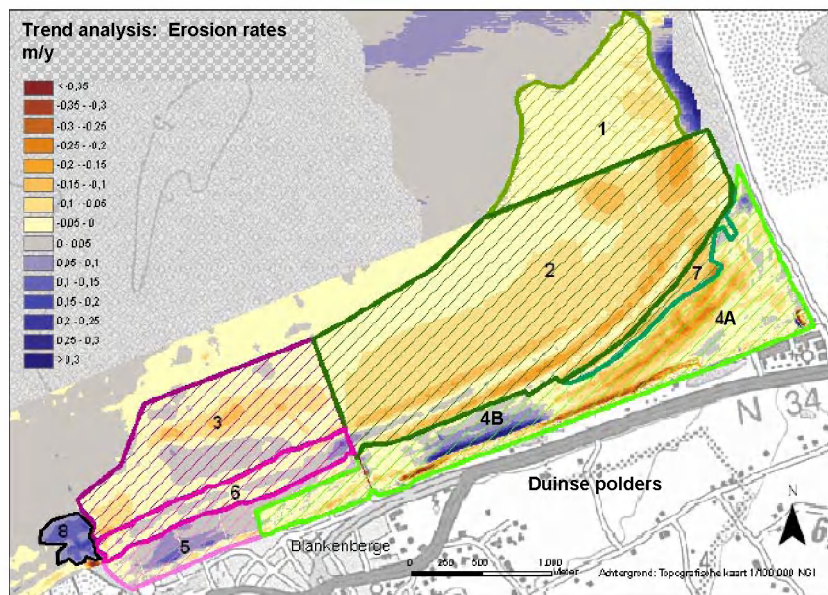 Trend analysis: Erosion rates
m/y
< -0,35
-0,35 - -0,3
-0,3 - -0,25
-0,25 - -0,2
-0,2 - -0,15
-0,15 - -0,1
-0,1 - -0,05
-0,05 - 0
0 - 0,05
0,05 - 0,1
0,1 - 0,15
0,15 - 0,2
0,2 - 0,25
0,25 - 0,3
> 0,3
1
2
7
4A
3
4B
N 34
6
Duinse polders
N
8
5
Blankenberge
6
4
0 250 500 1.000
Meter
Achtergrond: Topografische kaart 1/100.000 NGI